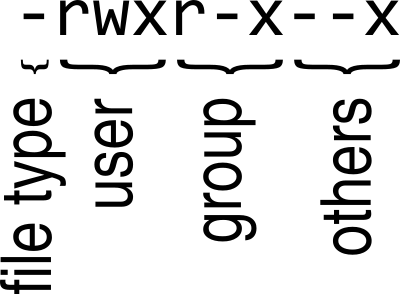 -rwxr-x--x
file type
user
group
others